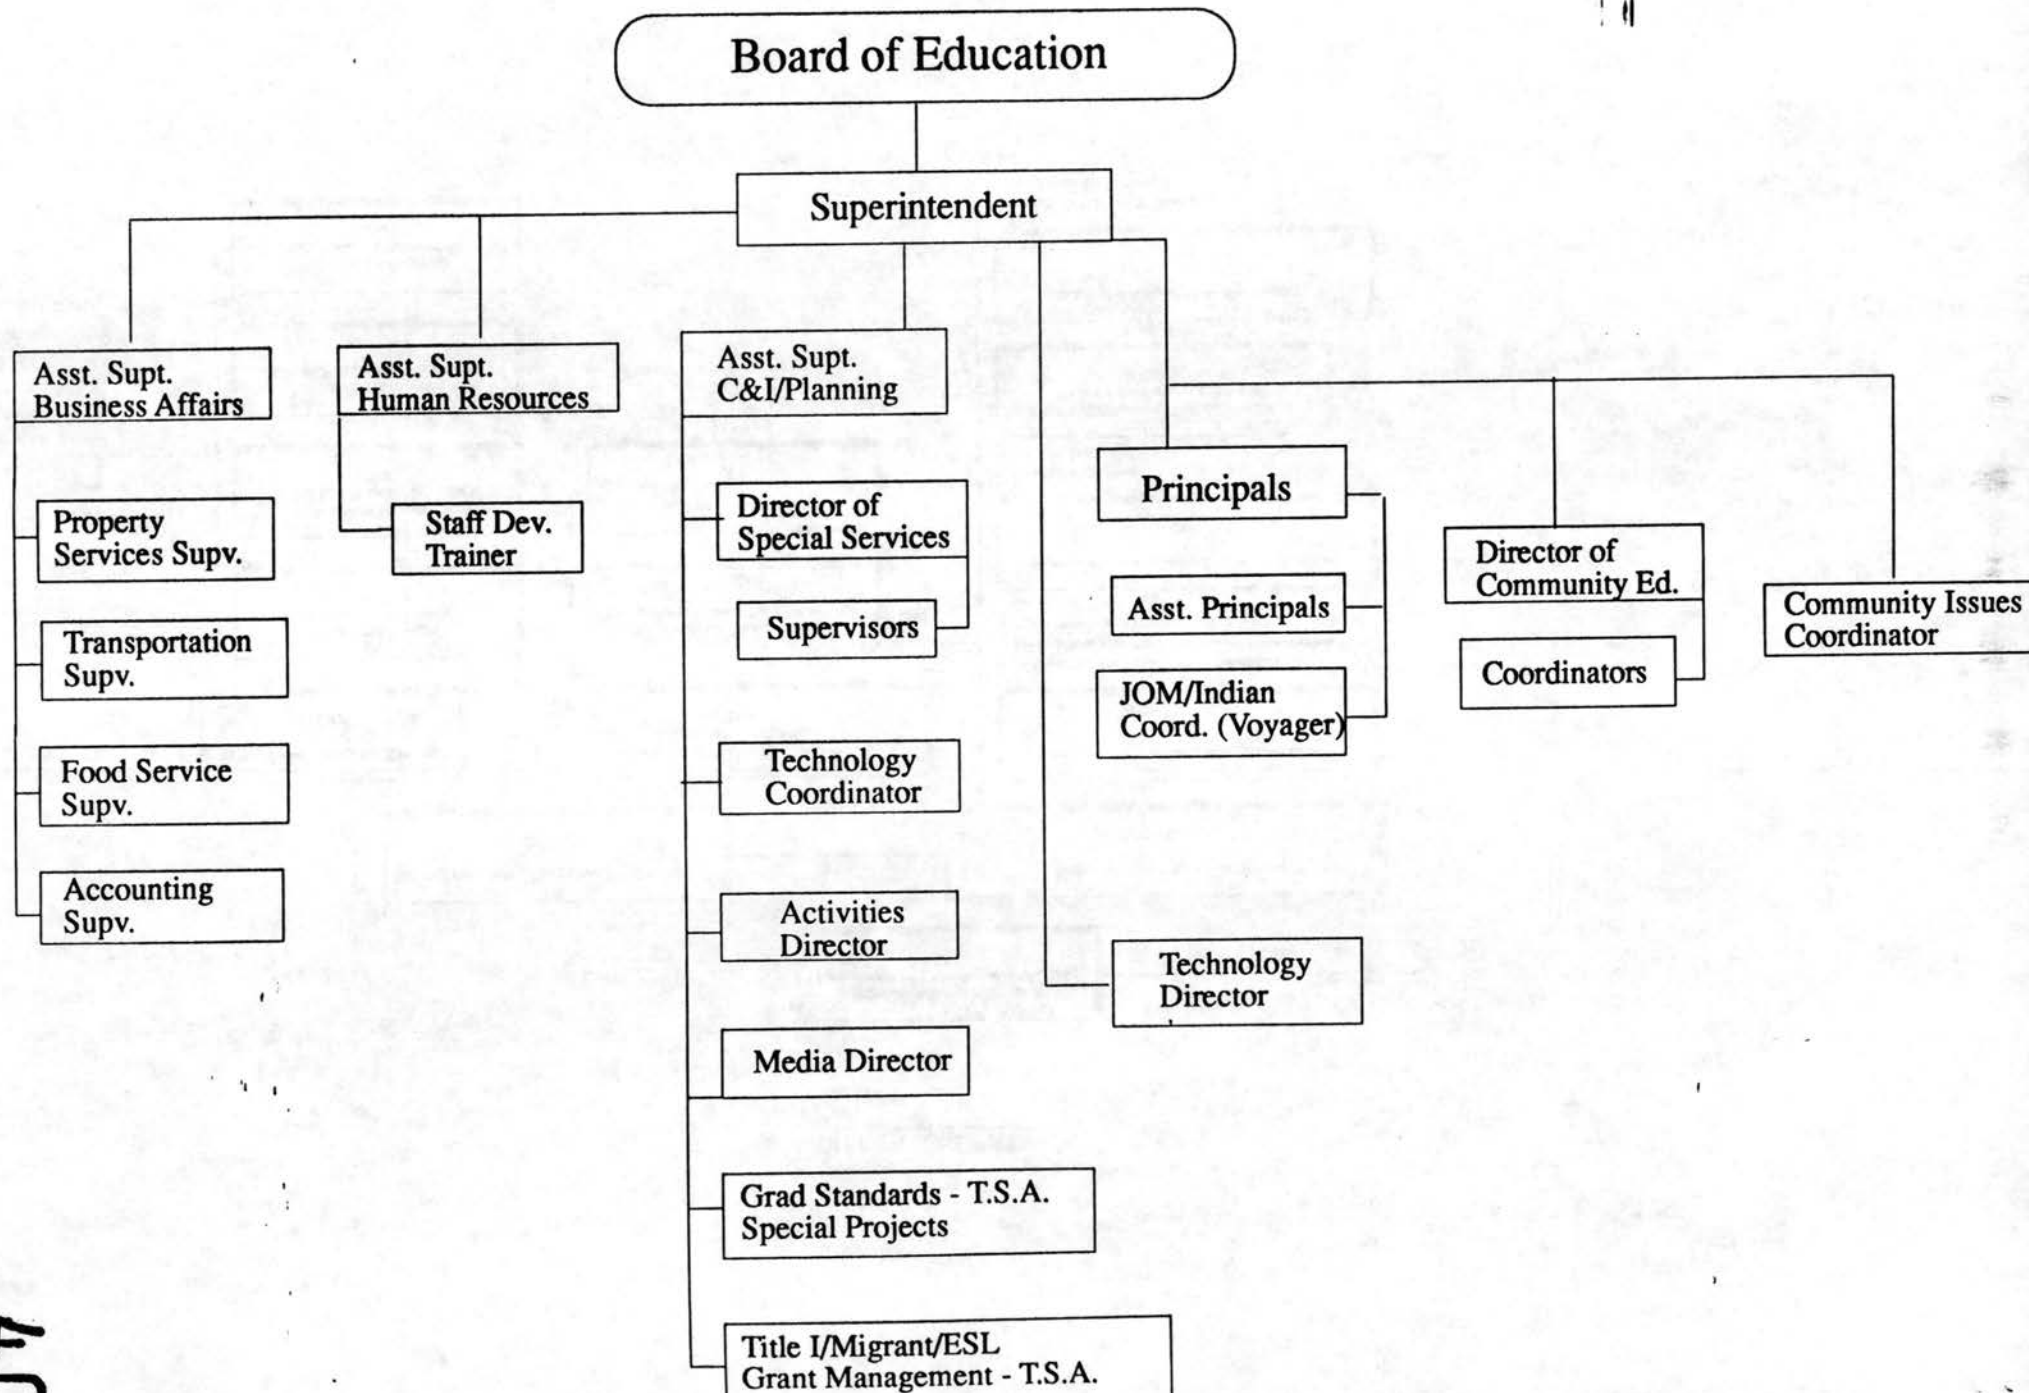 Board of Education
Superintendent
Asst. Supt.
Business Affairs
Property
Services Supv.
Transportation
Supv.
Food Service
Supv.
Accounting
Supv.
Asst. Supt.
Human Resources
Staff Dev.
Trainer
Asst. Supt.
C&I/Planning
Director of
Special Services
Supervisors
Technology
Coordinator
Activities
Director
Media Director
Grad Standards - T.S.A.
Special Projects
Title I/Migrant/ESL
Grant Management - T.S.A.
Principals
Asst. Principals
JOM/Indian
Coord. (Voyager)
Technology
Director
Director of
Community Ed.
Coordinators
Community Issues
Coordinator